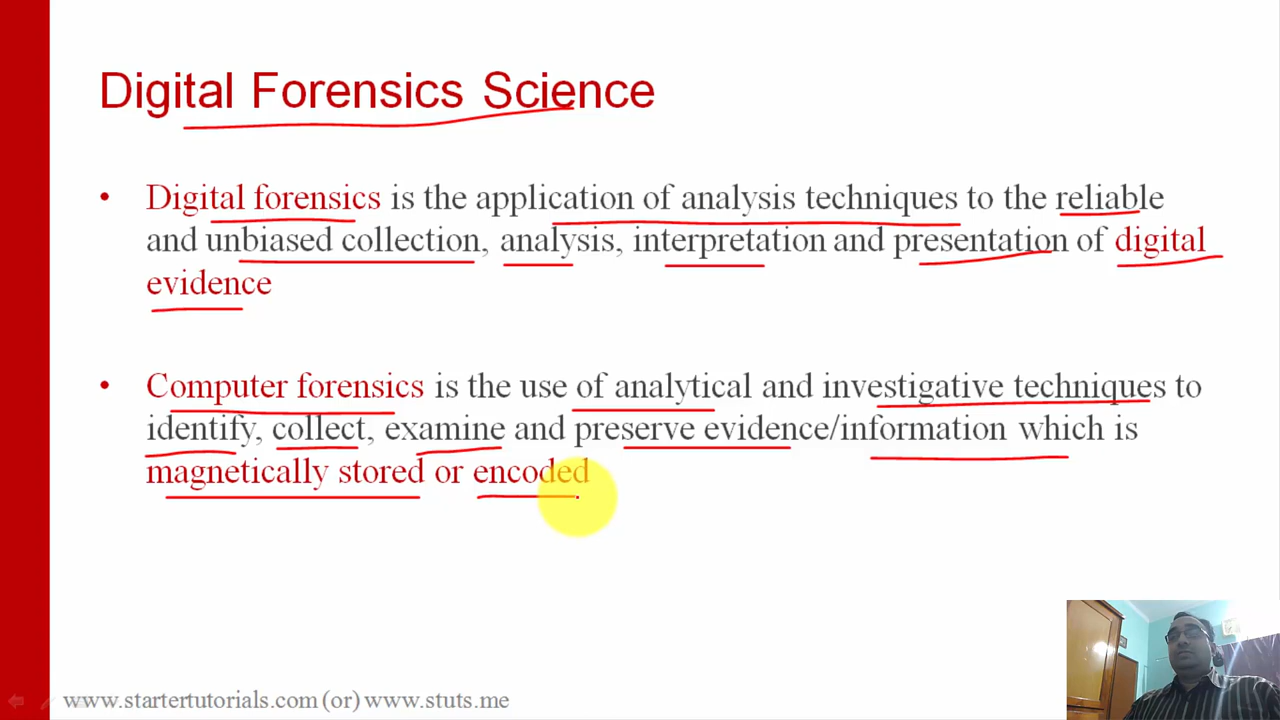 Digital Forensics Science
• Digital forensics is the application of analysis techniques to the reliable
and unbiased collection, analysis, interpretation and presentation of digital
evidence
• Computer forensics is the use of analytical and investigative techniques to
identify, collect, examine and preserve evidence/information which is
magnetically stored or encoded
www.startertutorials.com (or) www.stuts.me